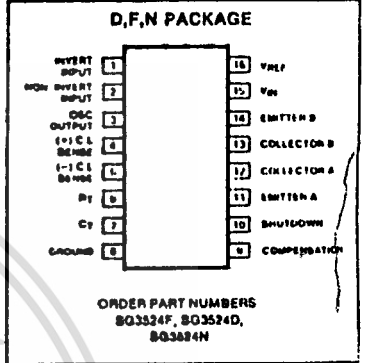 D,F,N PACKAGE
INVERT INPUT 1
NON INVERT INPUT 2
OSC OUTPUT 3
(+) C L SENSE 4
(-) C L SENSE 5
RT 6
CT 7
GROUND 8
16 VREF
15 VIN
14 EMITTER B
13 COLLECTOR B
12 COLLECTOR A
11 EMITTER A
10 SHUTDOWN
9 COMPENSATION
ORDER PART NUMBERS
SG3524F, SG3524D,
SG3524N